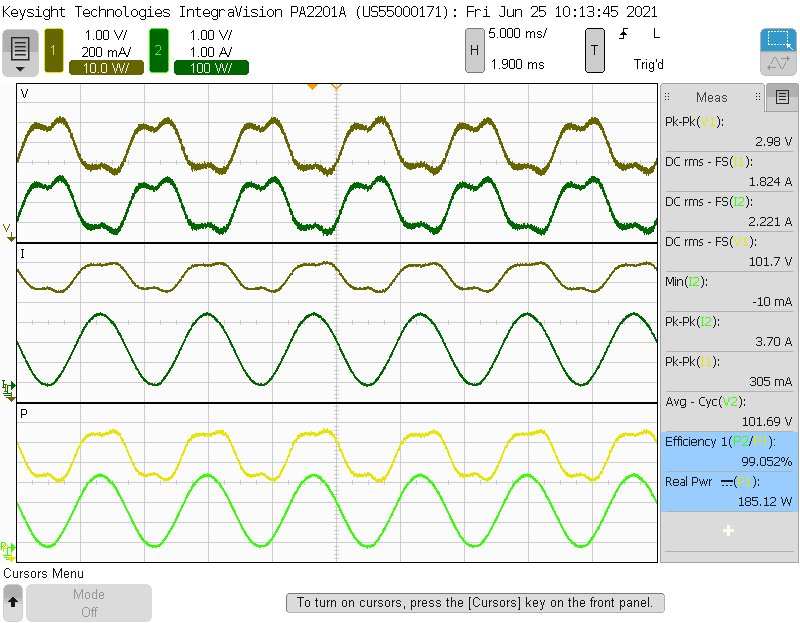 Keysight Technologies IntegraVision PA2201A (US55000171): Fri Jun 25 10:13:45 2021
1
1.00 V/
200 mA/
10.0 W/
2
1.00 V/
1.00 A/
100 W/
H
5.000 ms/
1.900 ms
T
L
Trig'd
V
I
P
Meas
Pk-Pk(V1):
2.98 V
DC rms - FS(I1):
1.824 A
DC rms - FS(I2):
2.221 A
DC rms - FS(V1):
101.7 V
Min(I2):
-10 mA
Pk-Pk(I2):
3.70 A
Pk-Pk(I1):
305 mA
Avg - Cyc(V2):
101.69 V
Efficiency 1(P2/P ):
99.052%
Real Pwr (P1):
185.12 W
Cursors Menu
Mode
Off
To turn on cursors, press the [Cursors] key on the front panel.